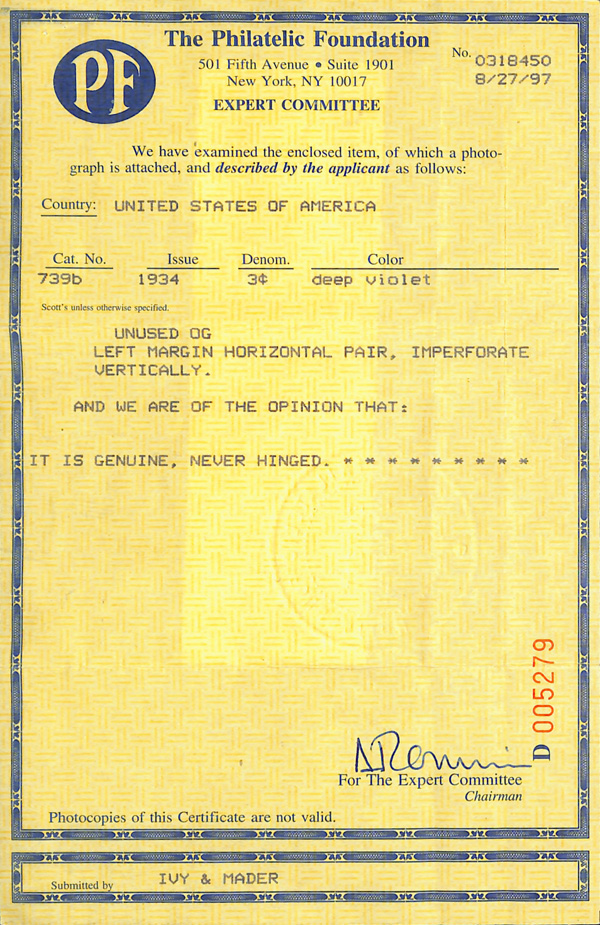 PF
The Philatelic Foundation
501 Fifth Avenue • Suite 1901
New York, NY 10017
EXPERT COMMITTEE
No. 0318450
8/27/97
We have examined the enclosed item, of which a photo-
graph is attached, and described by the applicant as follows:
Country: UNITED STATES OF AMERICA
Cat. No. Issue Denom. Color
739b 1934 3¢ deep violet
Scott's unless otherwise specified.
UNUSED OG
LEFT MARGIN HORIZONTAL PAIR, IMPERFORATE
VERTICALLY.
AND WE ARE OF THE OPINION THAT:
IT IS GENUINE, NEVER HINGED. * * * * * * * * *
D 005279
For The Expert Committee
Chairman
Photocopies of this Certificate are not valid.
Submitted by IVY & MADER